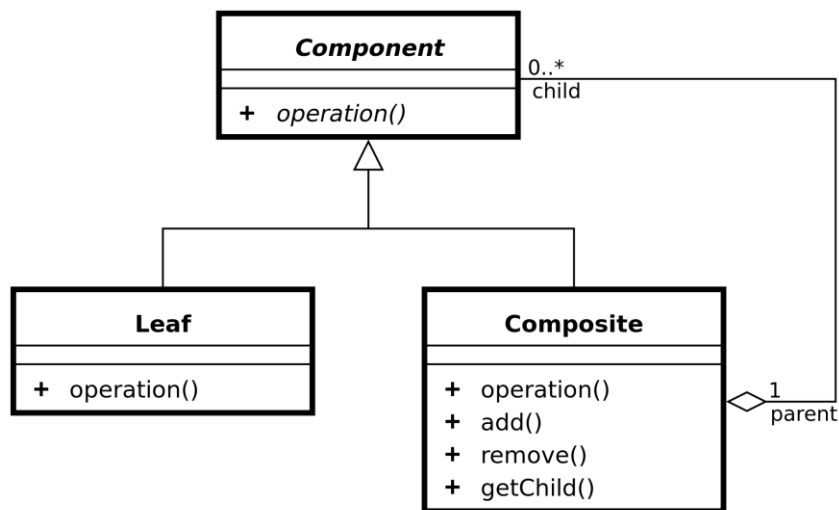 Component
+ operation()
0..*
child
Leaf
+ operation()
Composite
+ operation()
+ add()
+ remove()
+ getChild()
1
parent